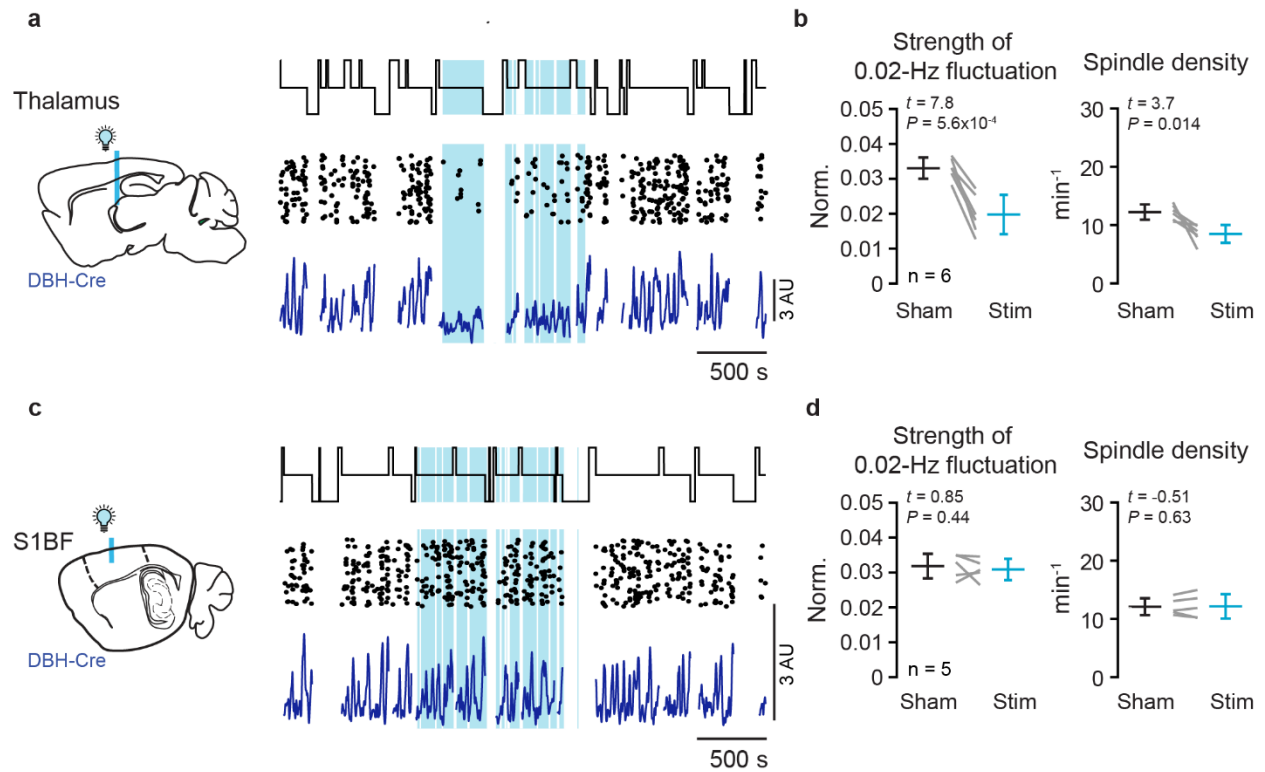 a
Thalamus
DBH-Cre
3 AU
500 s
b
Strength of
0.02-Hz fluctuation
t = 7.8
P = 5.6x10⁻⁴
0.05
0.04
0.03
0.02
0.01
0
Norm.
n = 6
Sham
Stim
Spindle density
t = 3.7
P = 0.014
30
20
10
0
min⁻¹
Sham
Stim
c
S1BF
DBH-Cre
3 AU
500 s
d
Strength of
0.02-Hz fluctuation
t = 0.85
P = 0.44
0.05
0.04
0.03
0.02
0.01
0
Norm.
n = 5
Sham
Stim
Spindle density
t = -0.51
P = 0.63
30
20
10
0
min⁻¹
Sham
Stim